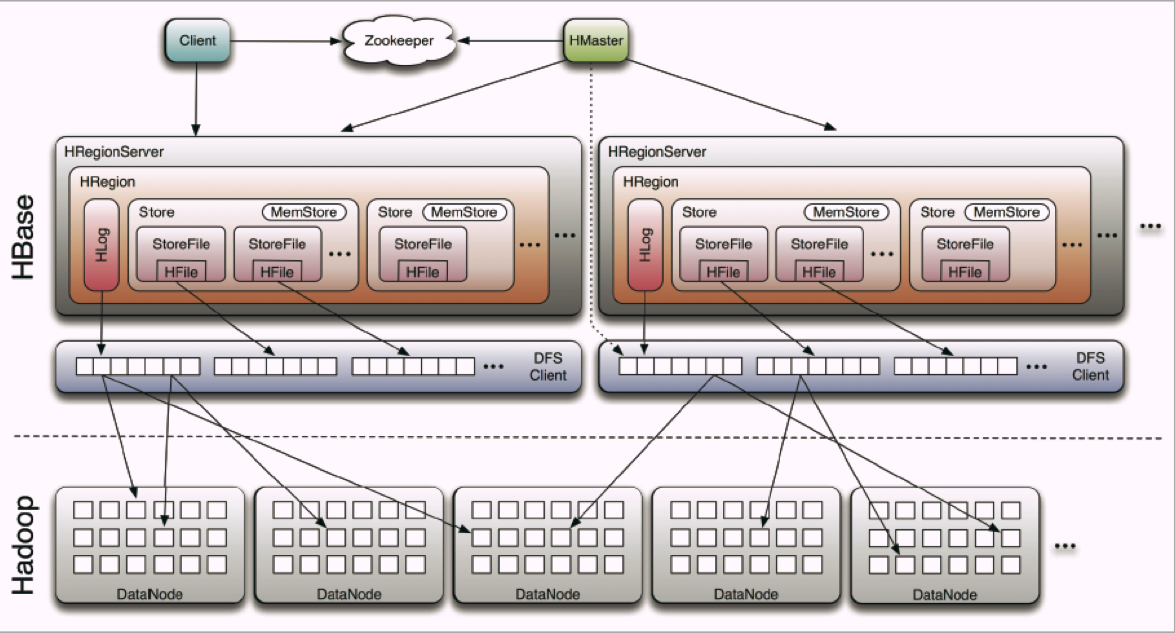 Client
Zookeeper
HMaster
HBase
HRegionServer
HRegion
HLog
Store
MemStore
StoreFile
HFile
StoreFile
HFile
...
Store
MemStore
StoreFile
HFile
...
...
HRegionServer
HRegion
HLog
Store
MemStore
StoreFile
HFile
StoreFile
HFile
...
Store
MemStore
StoreFile
HFile
...
...
...
...
DFS
Client
...
DFS
Client
Hadoop
DataNode
DataNode
DataNode
DataNode
DataNode
...